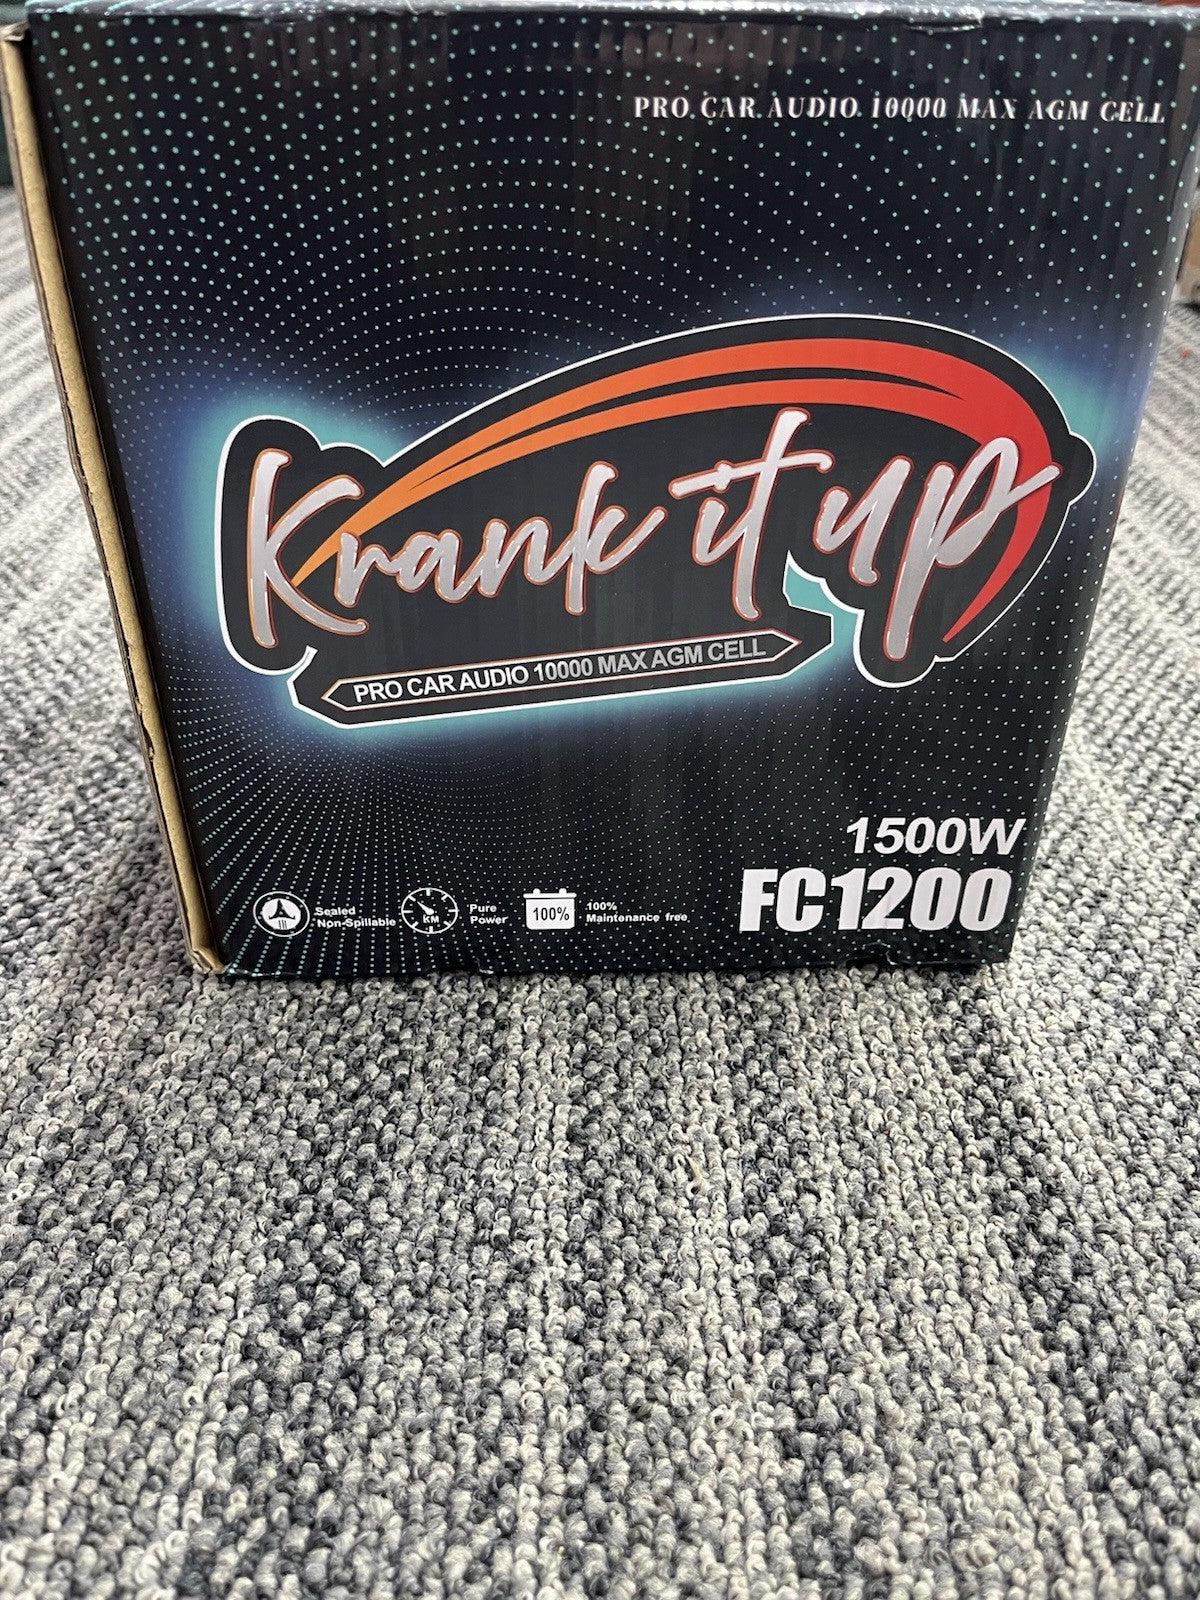 PRO CAR AUDIO 10000 MAX AGM CELL
Krank it up
PRO CAR AUDIO 10000 MAX AGM CELL
1500W
FC1200
Sealed
Non-Spillable
KM
Pure
Power
100%
100%
Maintenance free